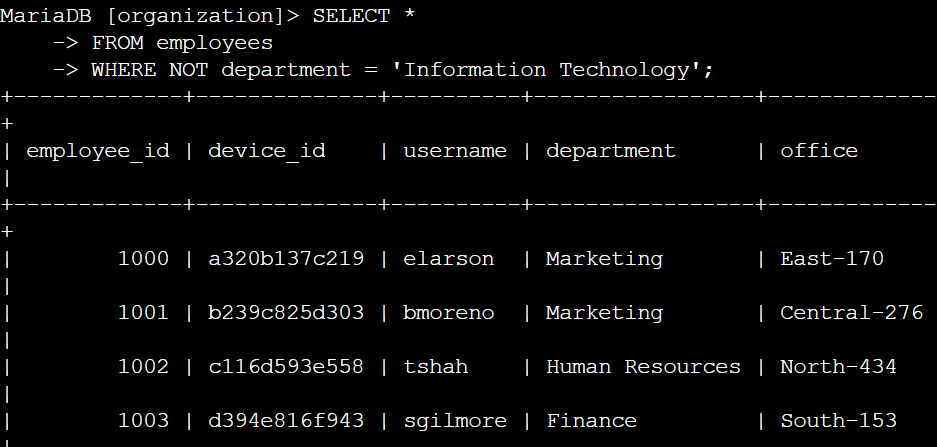 MariaDB [organization]> SELECT *
    -> FROM employees
    -> WHERE NOT department = 'Information Technology';
+-------------+--------------+----------+-----------------+-------------
+
| employee_id | device_id    | username | department      | office
|
+-------------+--------------+----------+-----------------+-------------
+
|        1000 | a320b137c219 | elarson  | Marketing       | East-170
|
|        1001 | b239c825d303 | bmoreno  | Marketing       | Central-276
|
|        1002 | c116d593e558 | tshah    | Human Resources | North-434
|
|        1003 | d394e816f943 | sgilmore | Finance         | South-153
|